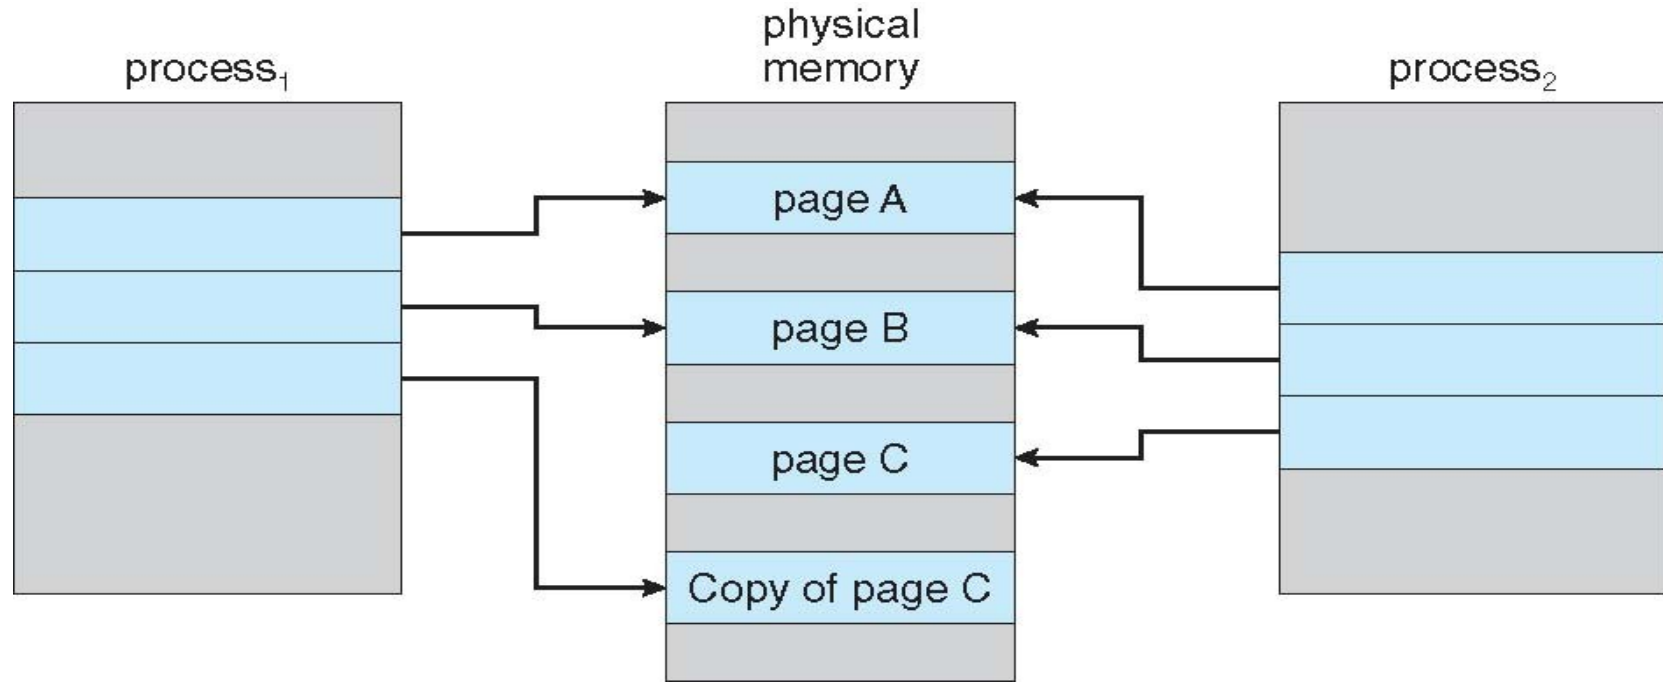 process₁
physical
memory
process₂
page A
page B
page C
Copy of page C